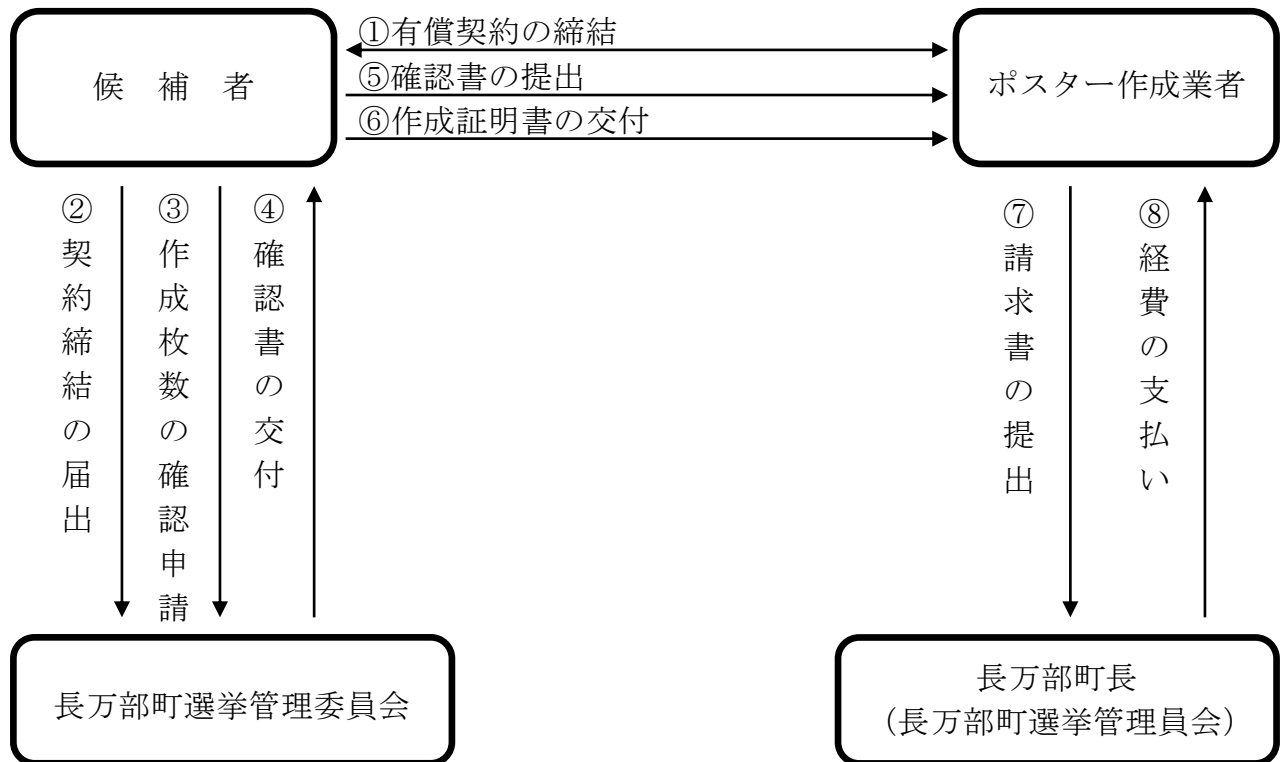 候　補　者
①有償契約の締結
⑤確認書の提出
⑥作成証明書の交付
ポスター作成業者
②契約締結の届出
③作成枚数の確認申請
④確認書の交付
⑦請求書の提出
⑧経費の支払い
長万部町選挙管理委員会
長万部町長
（長万部町選挙管理員会）